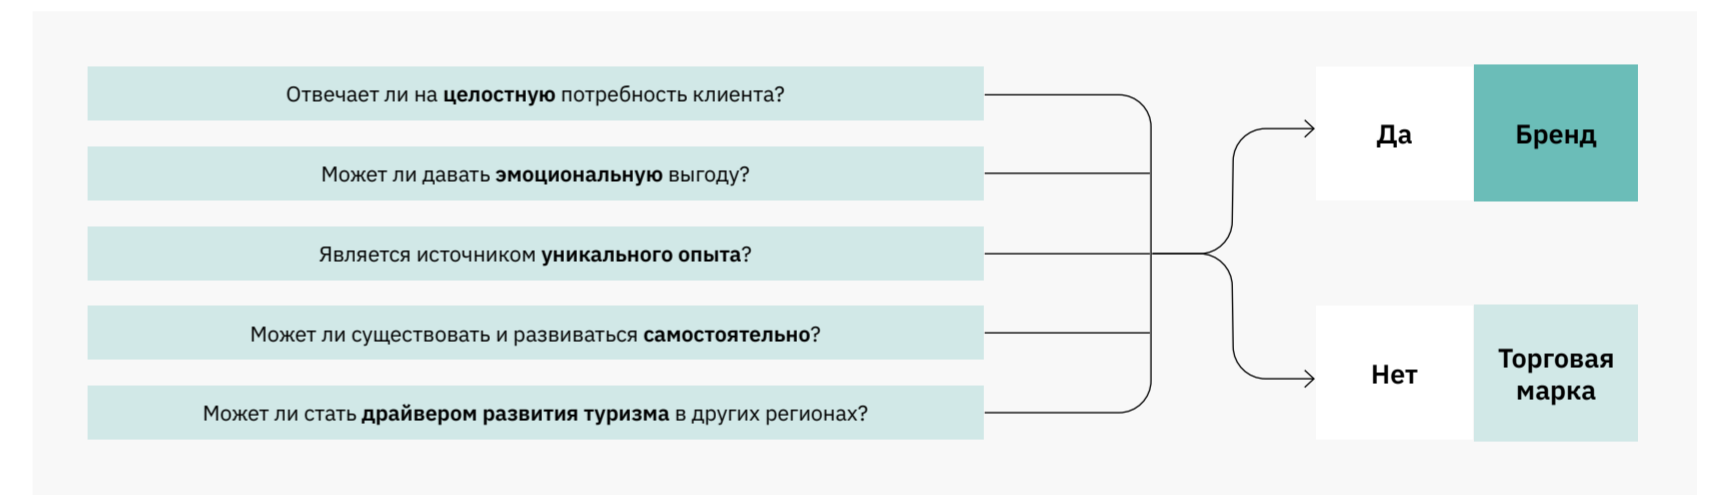 Отвечает ли на целостную потребность клиента?
Может ли давать эмоциональную выгоду?
Является источником уникального опыта?
Может ли существовать и развиваться самостоятельно?
Может ли стать драйвером развития туризма в других регионах?
Да
Бренд
Нет
Торговая
марка